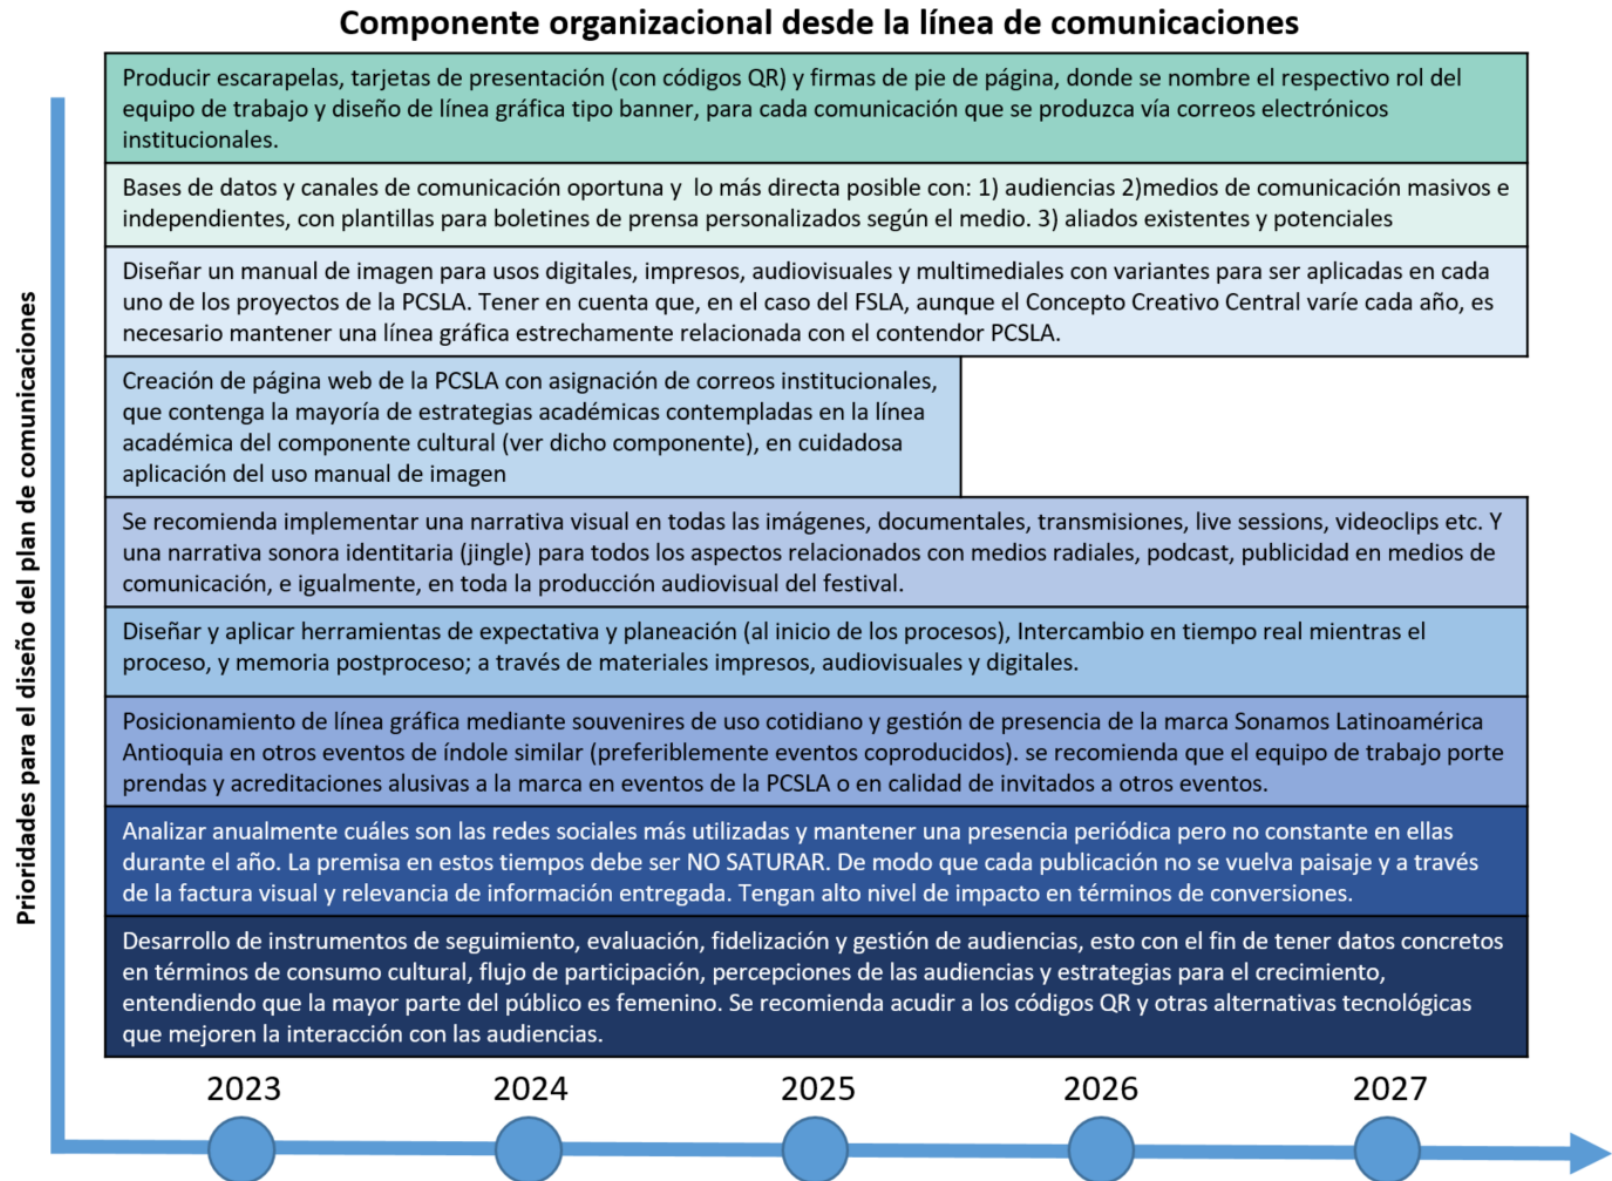 Componente organizacional desde la línea de comunicaciones
Producir escarapelas, tarjetas de presentación (con códigos QR) y firmas de pie de página, donde se nombre el respectivo rol del
equipo de trabajo y diseño de línea gráfica tipo banner, para cada comunicación que se produzca vía correos electrónicos
institucionales.
Bases de datos y canales de comunicación oportuna y  lo más directa posible con: 1) audiencias 2)medios de comunicación masivos e
independientes, con plantillas para boletines de prensa personalizados según el medio. 3) aliados existentes y potenciales
Diseñar un manual de imagen para usos digitales, impresos, audiovisuales y multimediales con variantes para ser aplicadas en cada
uno de los proyectos de la PCSLA. Tener en cuenta que, en el caso del FSLA, aunque el Concepto Creativo Central varíe cada año, es
necesario mantener una línea gráfica estrechamente relacionada con el contendor PCSLA.
Creación de página web de la PCSLA con asignación de correos institucionales,
que contenga la mayoría de estrategias académicas contempladas en la línea
académica del componente cultural (ver dicho componente), en cuidadosa
aplicación del uso manual de imagen
Se recomienda implementar una narrativa visual en todas las imágenes, documentales, transmisiones, live sessions, videoclips etc. Y
una narrativa sonora identitaria (jingle) para todos los aspectos relacionados con medios radiales, podcast, publicidad en medios de
comunicación, e igualmente, en toda la producción audiovisual del festival.
Diseñar y aplicar herramientas de expectativa y planeación (al inicio de los procesos), Intercambio en tiempo real mientras el
proceso, y memoria postproceso; a través de materiales impresos, audiovisuales y digitales.
Posicionamiento de línea gráfica mediante souvenires de uso cotidiano y gestión de presencia de la marca Sonamos Latinoamérica
Antioquia en otros eventos de índole similar (preferiblemente eventos coproducidos). se recomienda que el equipo de trabajo porte
prendas y acreditaciones alusivas a la marca en eventos de la PCSLA o en calidad de invitados a otros eventos.
Analizar anualmente cuáles son las redes sociales más utilizadas y mantener una presencia periódica pero no constante en ellas
durante el año. La premisa en estos tiempos debe ser NO SATURAR. De modo que cada publicación no se vuelva paisaje y a través
de la factura visual y relevancia de información entregada. Tengan alto nivel de impacto en términos de conversiones.
Desarrollo de instrumentos de seguimiento, evaluación, fidelización y gestión de audiencias, esto con el fin de tener datos concretos
en términos de consumo cultural, flujo de participación, percepciones de las audiencias y estrategias para el crecimiento,
entendiendo que la mayor parte del público es femenino. Se recomienda acudir a los códigos QR y otras alternativas tecnológicas
que mejoren la interacción con las audiencias.
Prioridades para el diseño del plan de comunicaciones
2023 2024 2025 2026 2027